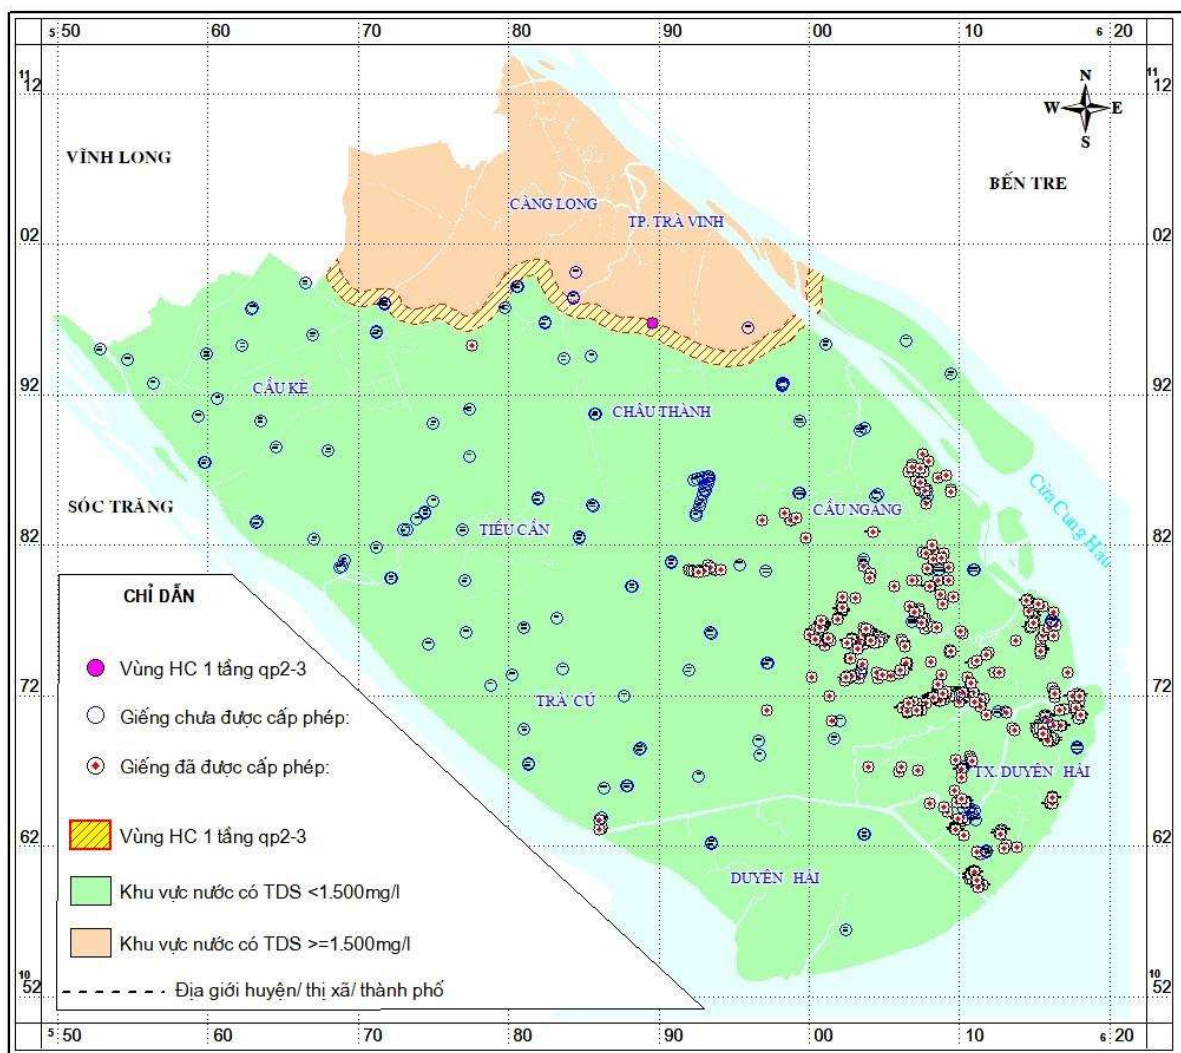 5 50 60 70 80 90 00 10 6 20
11 12 11 12
N
W E
S
VĨNH LONG
BẾN TRE
CÀNG LONG
TP. TRÀ VINH
02 02
92 92
CẦU KÈ
CHÂU THÀNH
SÓC TRĂNG
Cửa Cung Hau
CẦU NGANG
TIỂU CẦN
82 82
CHỈ DẪN
Vùng HC 1 tầng qp2-3
72 72
TRÀ CÚ
Giếng chưa được cấp phép:
Giếng đã được cấp phép:
TX. DUYÊN HẢI
Vùng HC 1 tầng qp2-3
62 62
DUYÊN HẢI
Khu vực nước có TDS <1.500mg/l
Khu vực nước có TDS >=1.500mg/l
10 52 10 52
Địa giới huyện/ thị xã/ thành phố
5 50 60 70 80 90 00 10 6 20